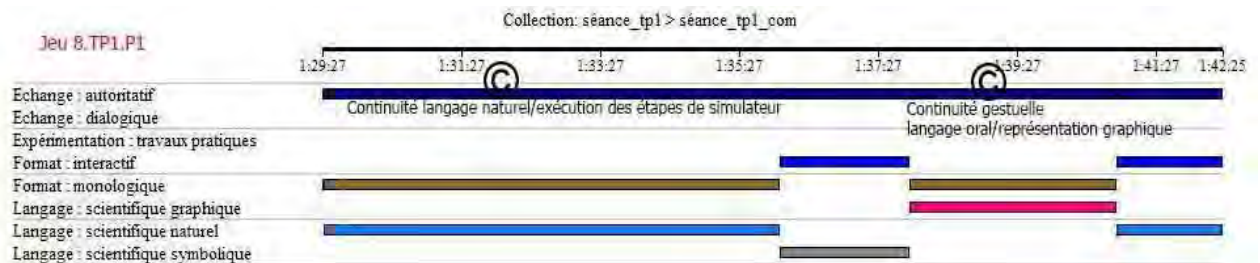 Collection: séance_tp1 > séance_tp1_com
Jeu 8.TP1.P1
1:29:27 1:31:27 1:33:27 1:35:27 1:37:27 1:39:27 1:41:27 1:42:25
© ©
Echange : autoritatif
Continuité langage naturel/exécution des étapes de simulateur
Continuité gestuelle
langage oral/représentation graphique
Echange : dialogique
Expérimentation : travaux pratiques
Format : interactif
Format : monologique
Langage : scientifique graphique
Langage : scientifique naturel
Langage : scientifique symbolique